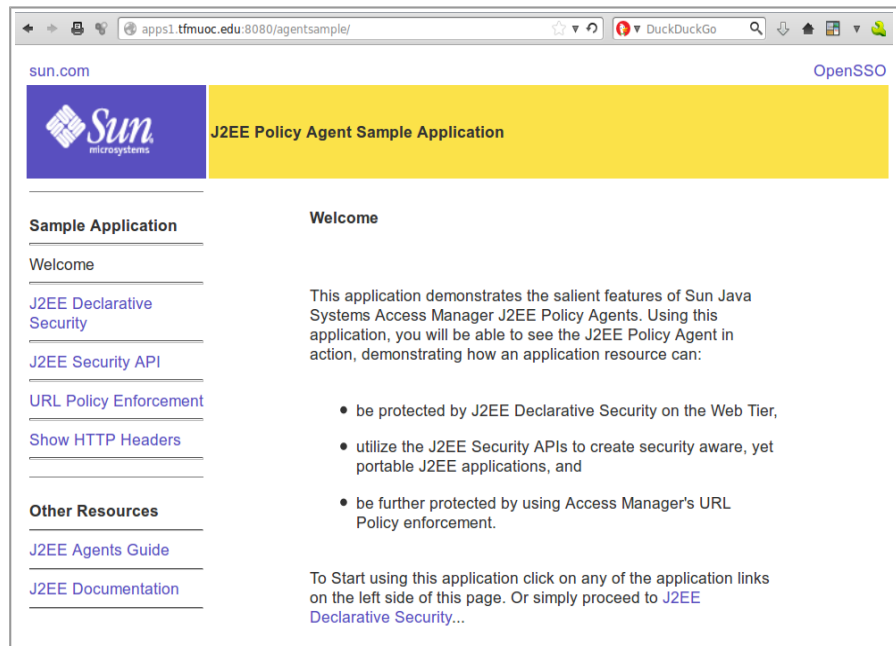 apps1.tfmuoc.edu:8080/agentsample/
DuckDuckGo
sun.com
OpenSSO
Sun
microsystems
J2EE Policy Agent Sample Application
Sample Application
Welcome
J2EE Declarative
Security
J2EE Security API
URL Policy Enforcement
Show HTTP Headers
Other Resources
J2EE Agents Guide
J2EE Documentation
Welcome
This application demonstrates the salient features of Sun Java
Systems Access Manager J2EE Policy Agents. Using this
application, you will be able to see the J2EE Policy Agent in
action, demonstrating how an application resource can:
be protected by J2EE Declarative Security on the Web Tier,
utilize the J2EE Security APIs to create security aware, yet
portable J2EE applications, and
be further protected by using Access Manager's URL
Policy enforcement.
To Start using this application click on any of the application links
on the left side of this page. Or simply proceed to J2EE
Declarative Security...